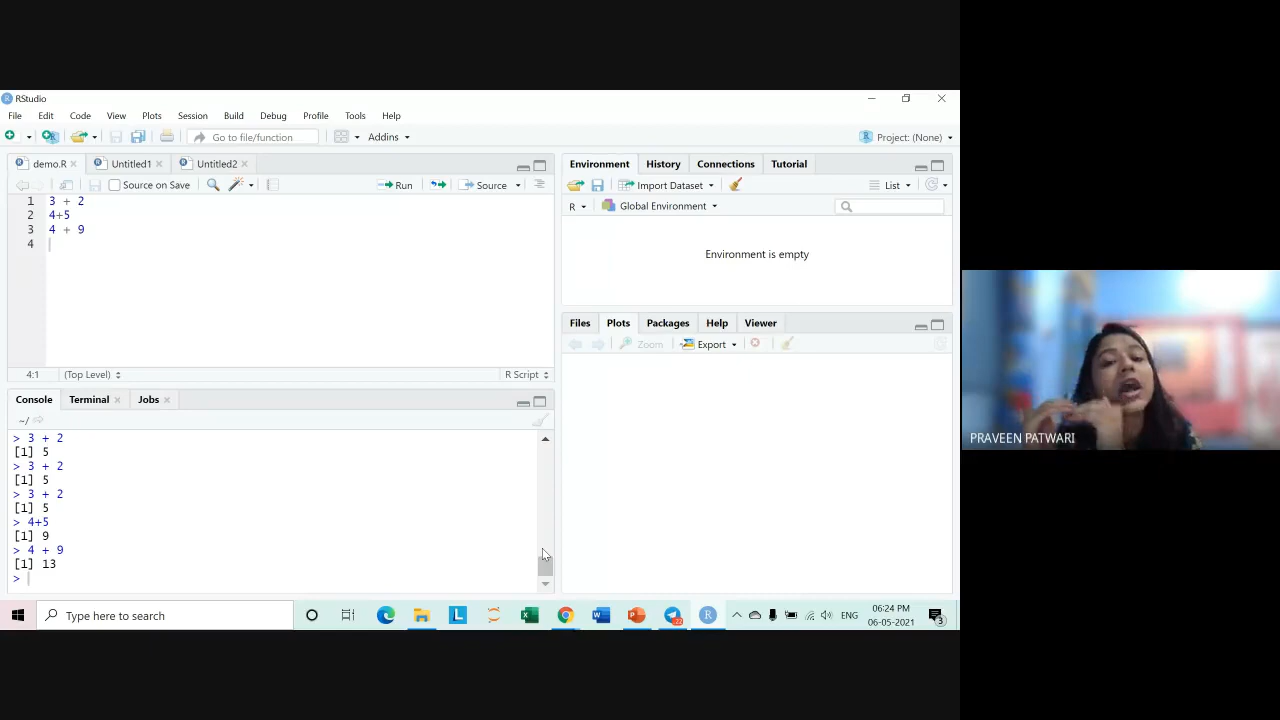 RStudio
File Edit Code View Plots Session Build Debug Profile Tools Help
Go to file/function Addins Project: (None)
demo.R Untitled1 Untitled2
Source on Save Run Source
1 3 + 2
2 4+5
3 4 + 9
4
4:1 (Top Level) R Script
Console Terminal Jobs
~/
> 3 + 2
[1] 5
> 3 + 2
[1] 5
> 3 + 2
[1] 5
> 4+5
[1] 9
> 4 + 9
[1] 13
>
Environment History Connections Tutorial
Import Dataset List
R Global Environment
Environment is empty
Files Plots Packages Help Viewer
Zoom Export
PRAVEEN PATWARI
Type here to search
ENG
06:24 PM
06-05-2021
3